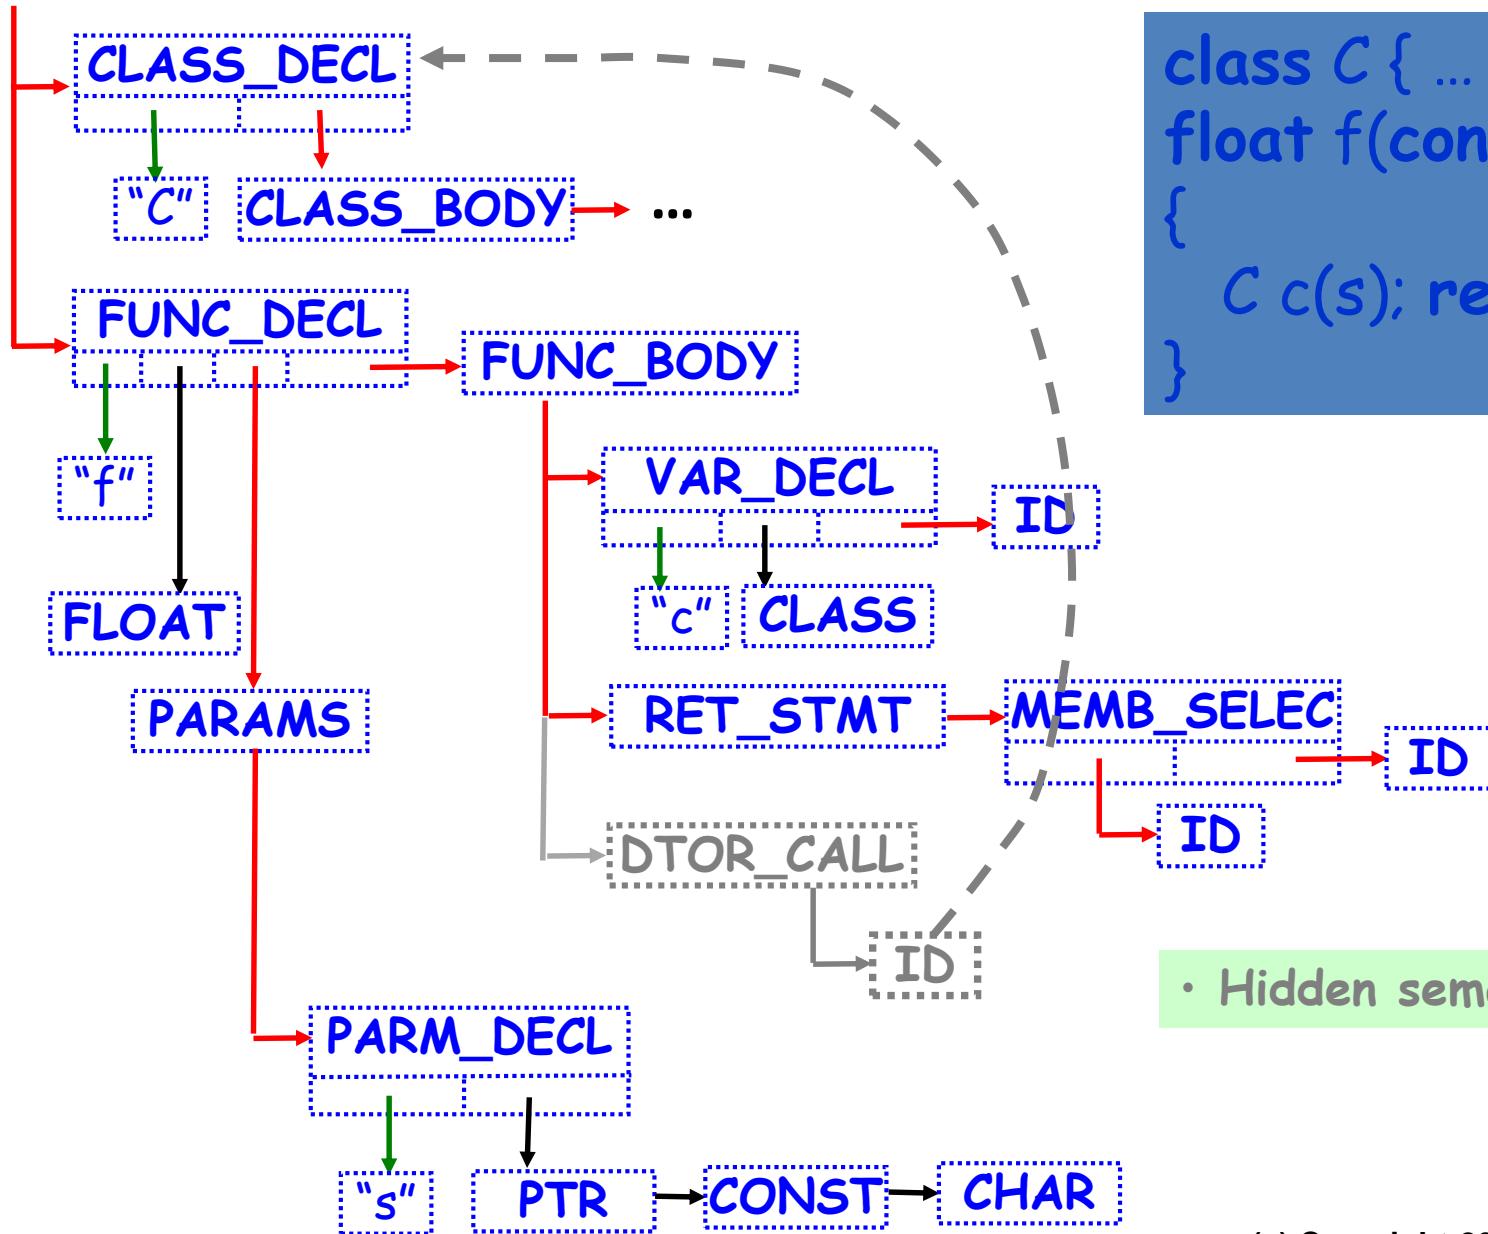 CLASS_DECL
"C"
CLASS_BODY
...
class C { ...
float f(con
{
C c(s); re
}
FUNC_DECL
FUNC_BODY
"f"
FLOAT
PARAMS
VAR_DECL
ID
"c"
CLASS
RET_STMT
MEMB_SELEC
ID
ID
DTOR_CALL
ID
• Hidden sem
PARM_DECL
"s"
PTR
CONST
CHAR